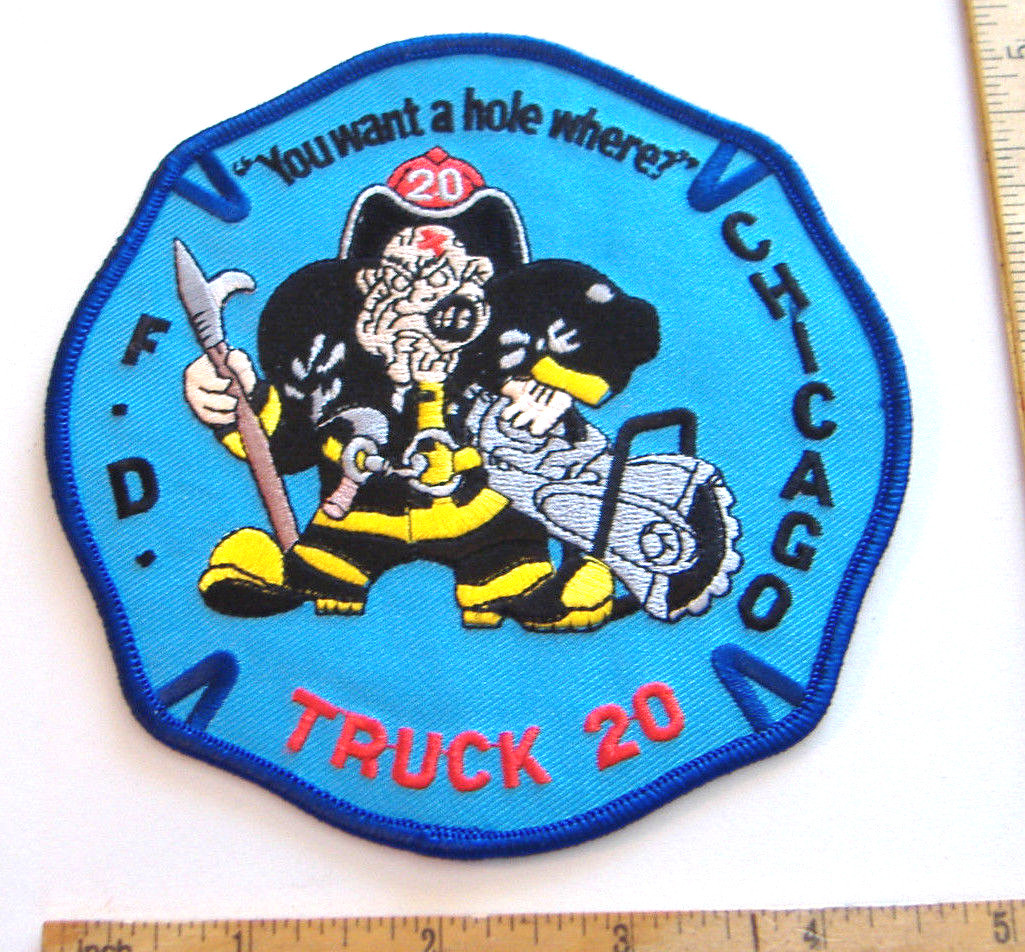 "You want a hole where?"
20
CHICAGO
F.D.
TRUCK 20
5
inch 1 2 3 4 5